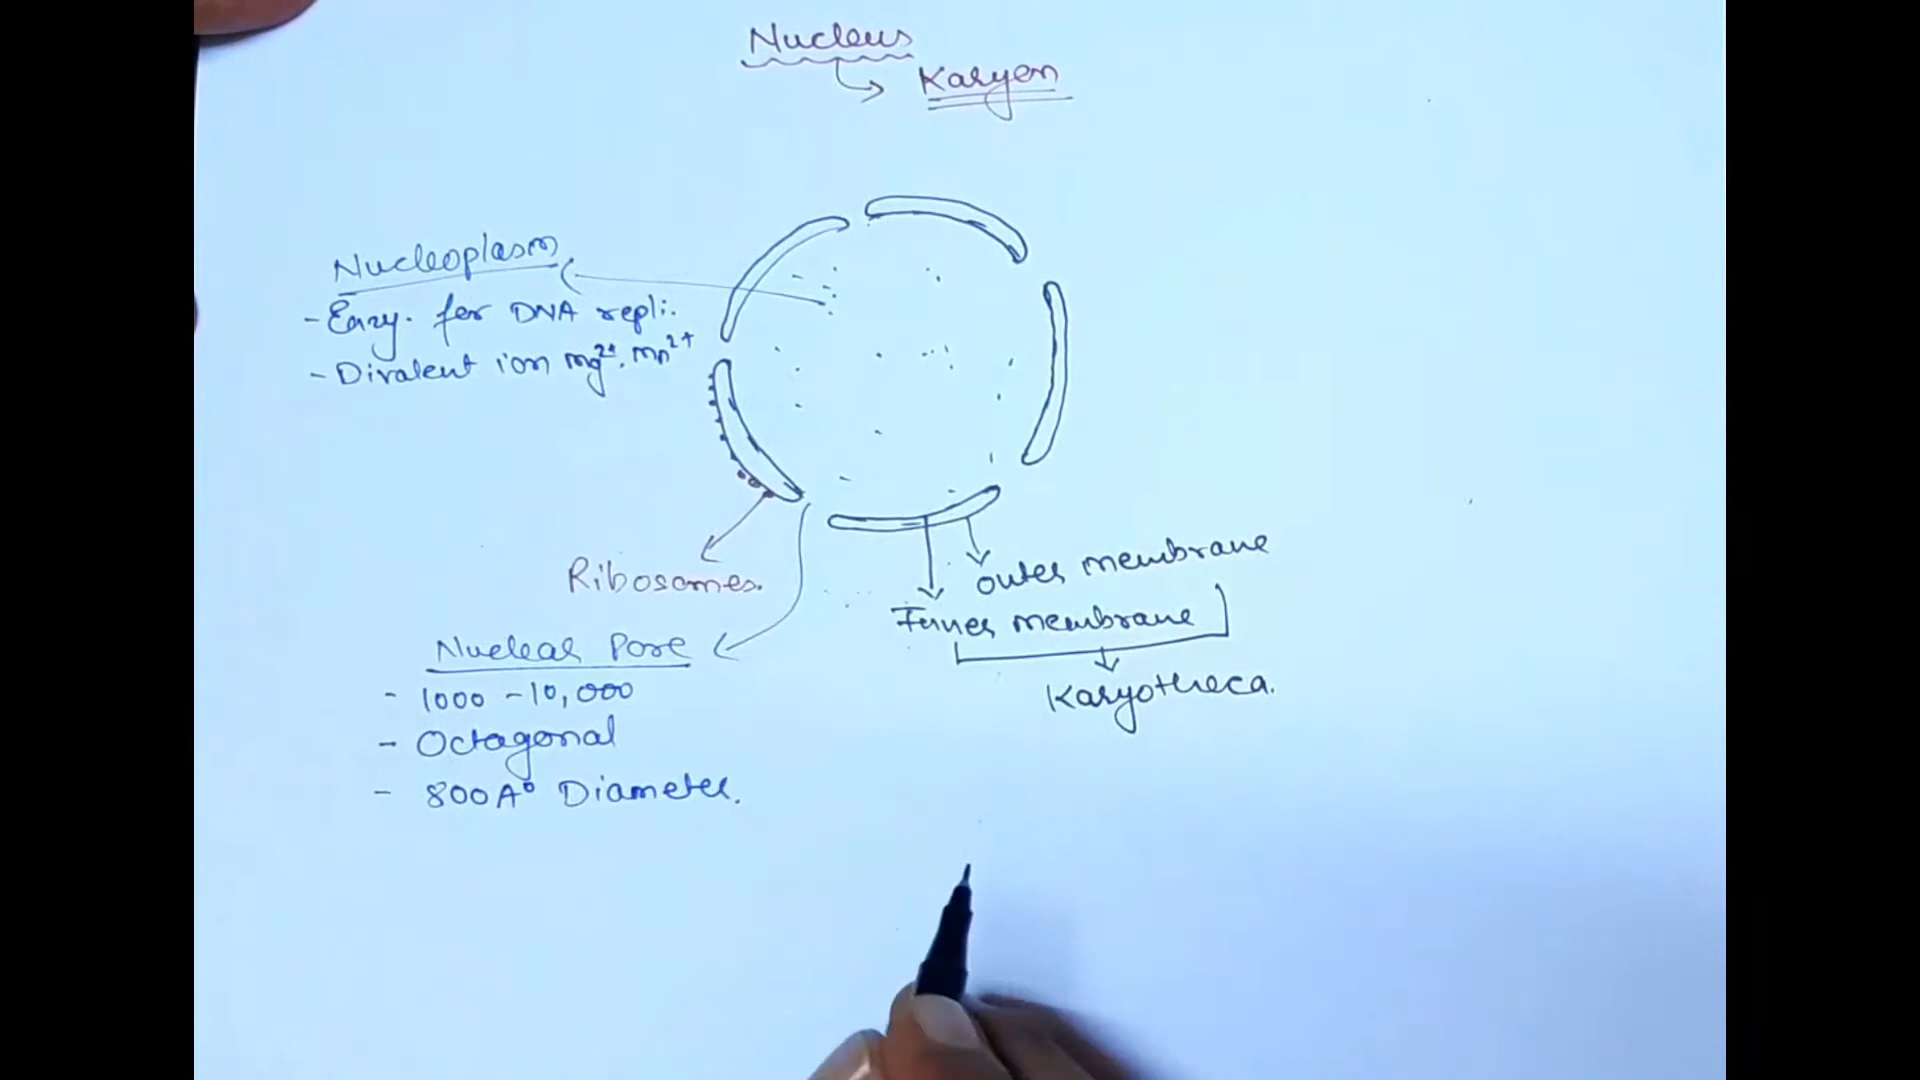 Nucleus
Karyon
Nucleoplasm
- Enzy. for DNA repli.
- Divalent ion Mg2+, Mn2+
Ribosomes.
Outer membrane
Inner membrane
Karyotheca.
Nuclear Pore
- 1000 - 10,000
- Octagonal
- 800A° Diameter.